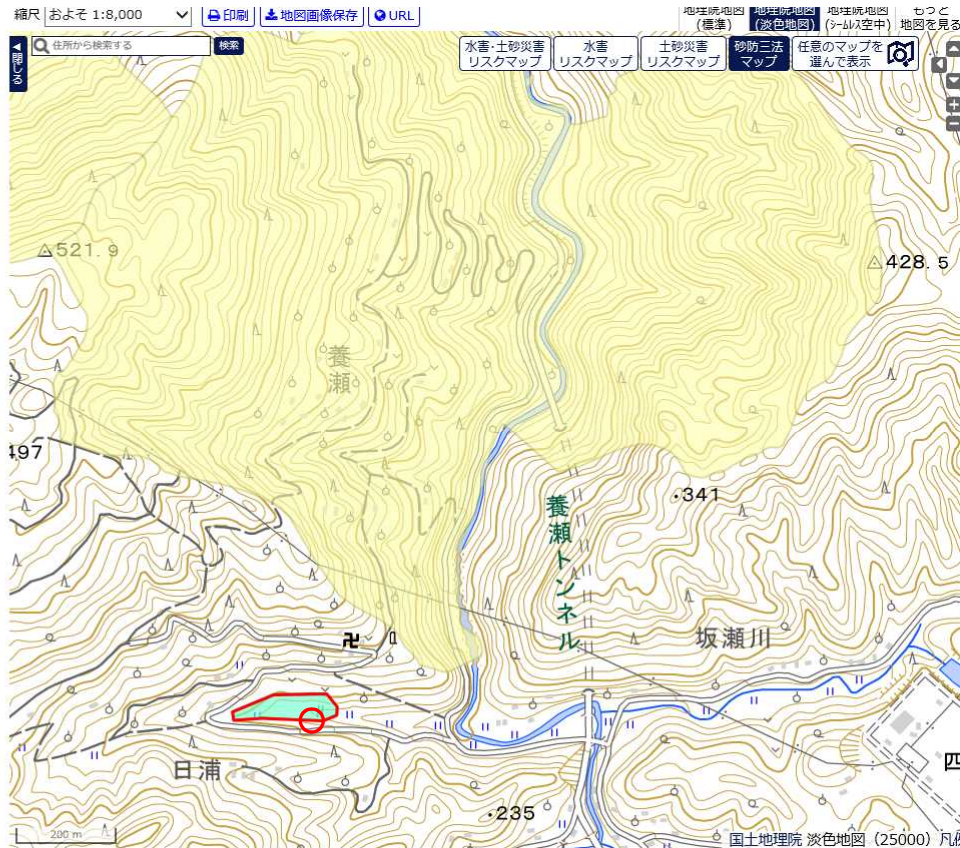 縮尺 およそ 1:8,000 印刷 地図画像保存 URL
地理院地図
(標準)
地理院地図
(淡色地図)
地理院地図
(シームレス空中)
もっと
地図を見る
◀閉じる
住所から検索する 検索
水害・土砂災害
リスクマップ
水害
リスクマップ
土砂災害
リスクマップ
砂防三法
マップ
任意のマップを
選んで表示
521.9
428.5
養瀬
497
・341
養瀬トンネル
坂瀬川
日浦
四
・235
200 m
国土地理院 淡色地図(25000)